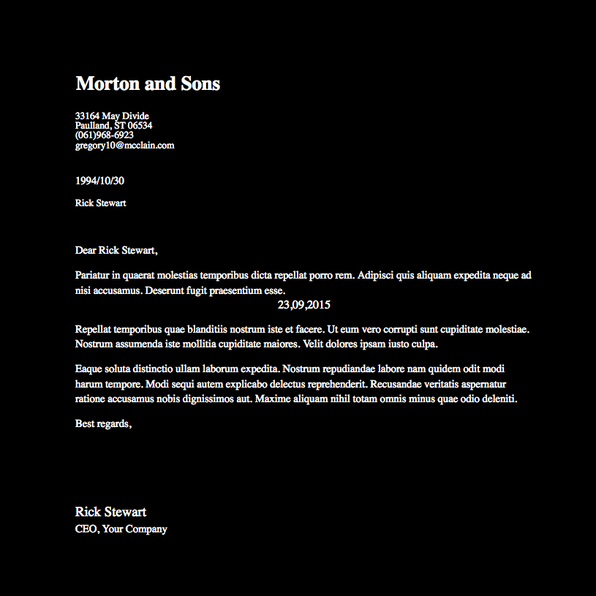 Morton and Sons
33164 May Divide
Paulland, ST 06534
(061)968-6923
gregory10@mcclain.com
1994/10/30
Rick Stewart
Dear Rick Stewart,
Pariatur in quaerat molestias temporibus dicta repellat porro rem. Adipisci quis aliquam expedita neque ad
nisi accusamus. Deserunt fugit praesentium esse.
23,09,2015
Repellat temporibus quae blanditiis nostrum iste et facere. Ut eum vero corrupti sunt cupiditate molestiae.
Nostrum assumenda iste mollitia cupiditate maiores. Velit dolores ipsam iusto culpa.
Eaque soluta distinctio ullam laborum expedita. Nostrum repudiandae labore nam quidem odit modi
harum tempore. Modi sequi autem explicabo delectus reprehenderit. Recusandae veritatis aspernatur
ratione accusamus nobis dignissimos aut. Maxime aliquam nihil totam omnis minus quae odio deleniti.
Best regards,
Rick Stewart
CEO, Your Company